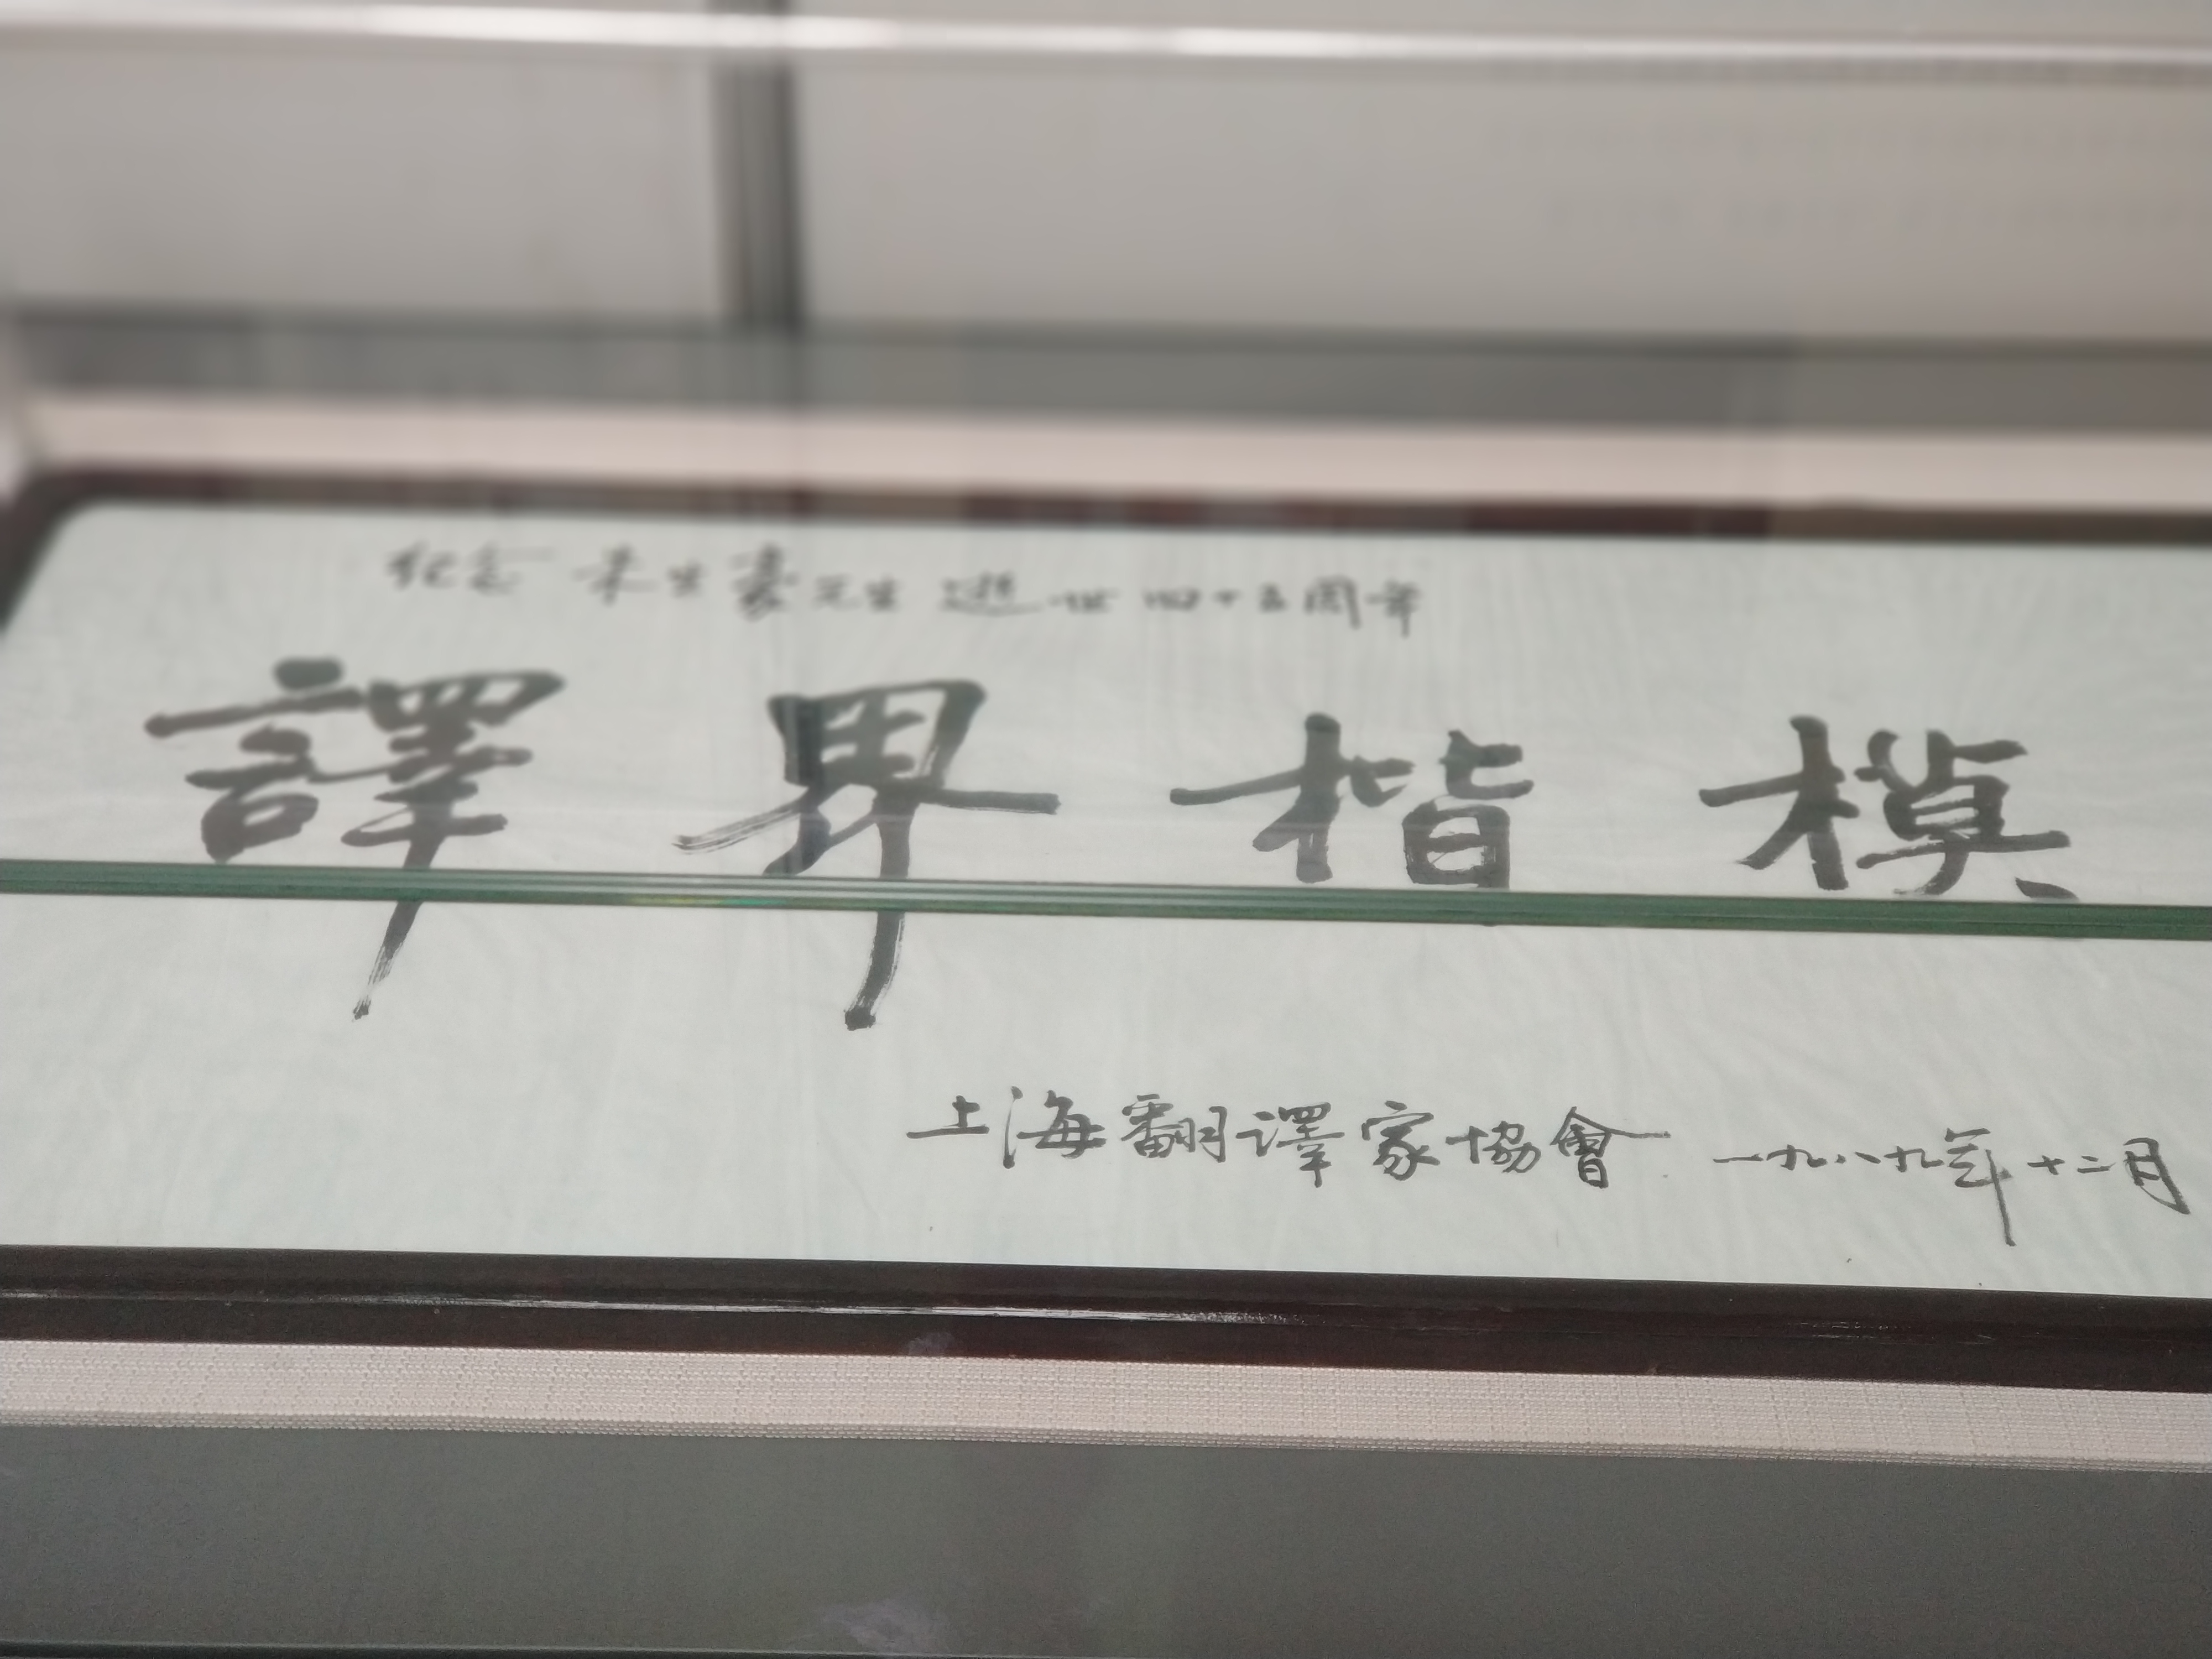 纪念 朱生豪先生 逝世四十五周年
譯界楷模
上海翻譯家協會 一九八九年十二月